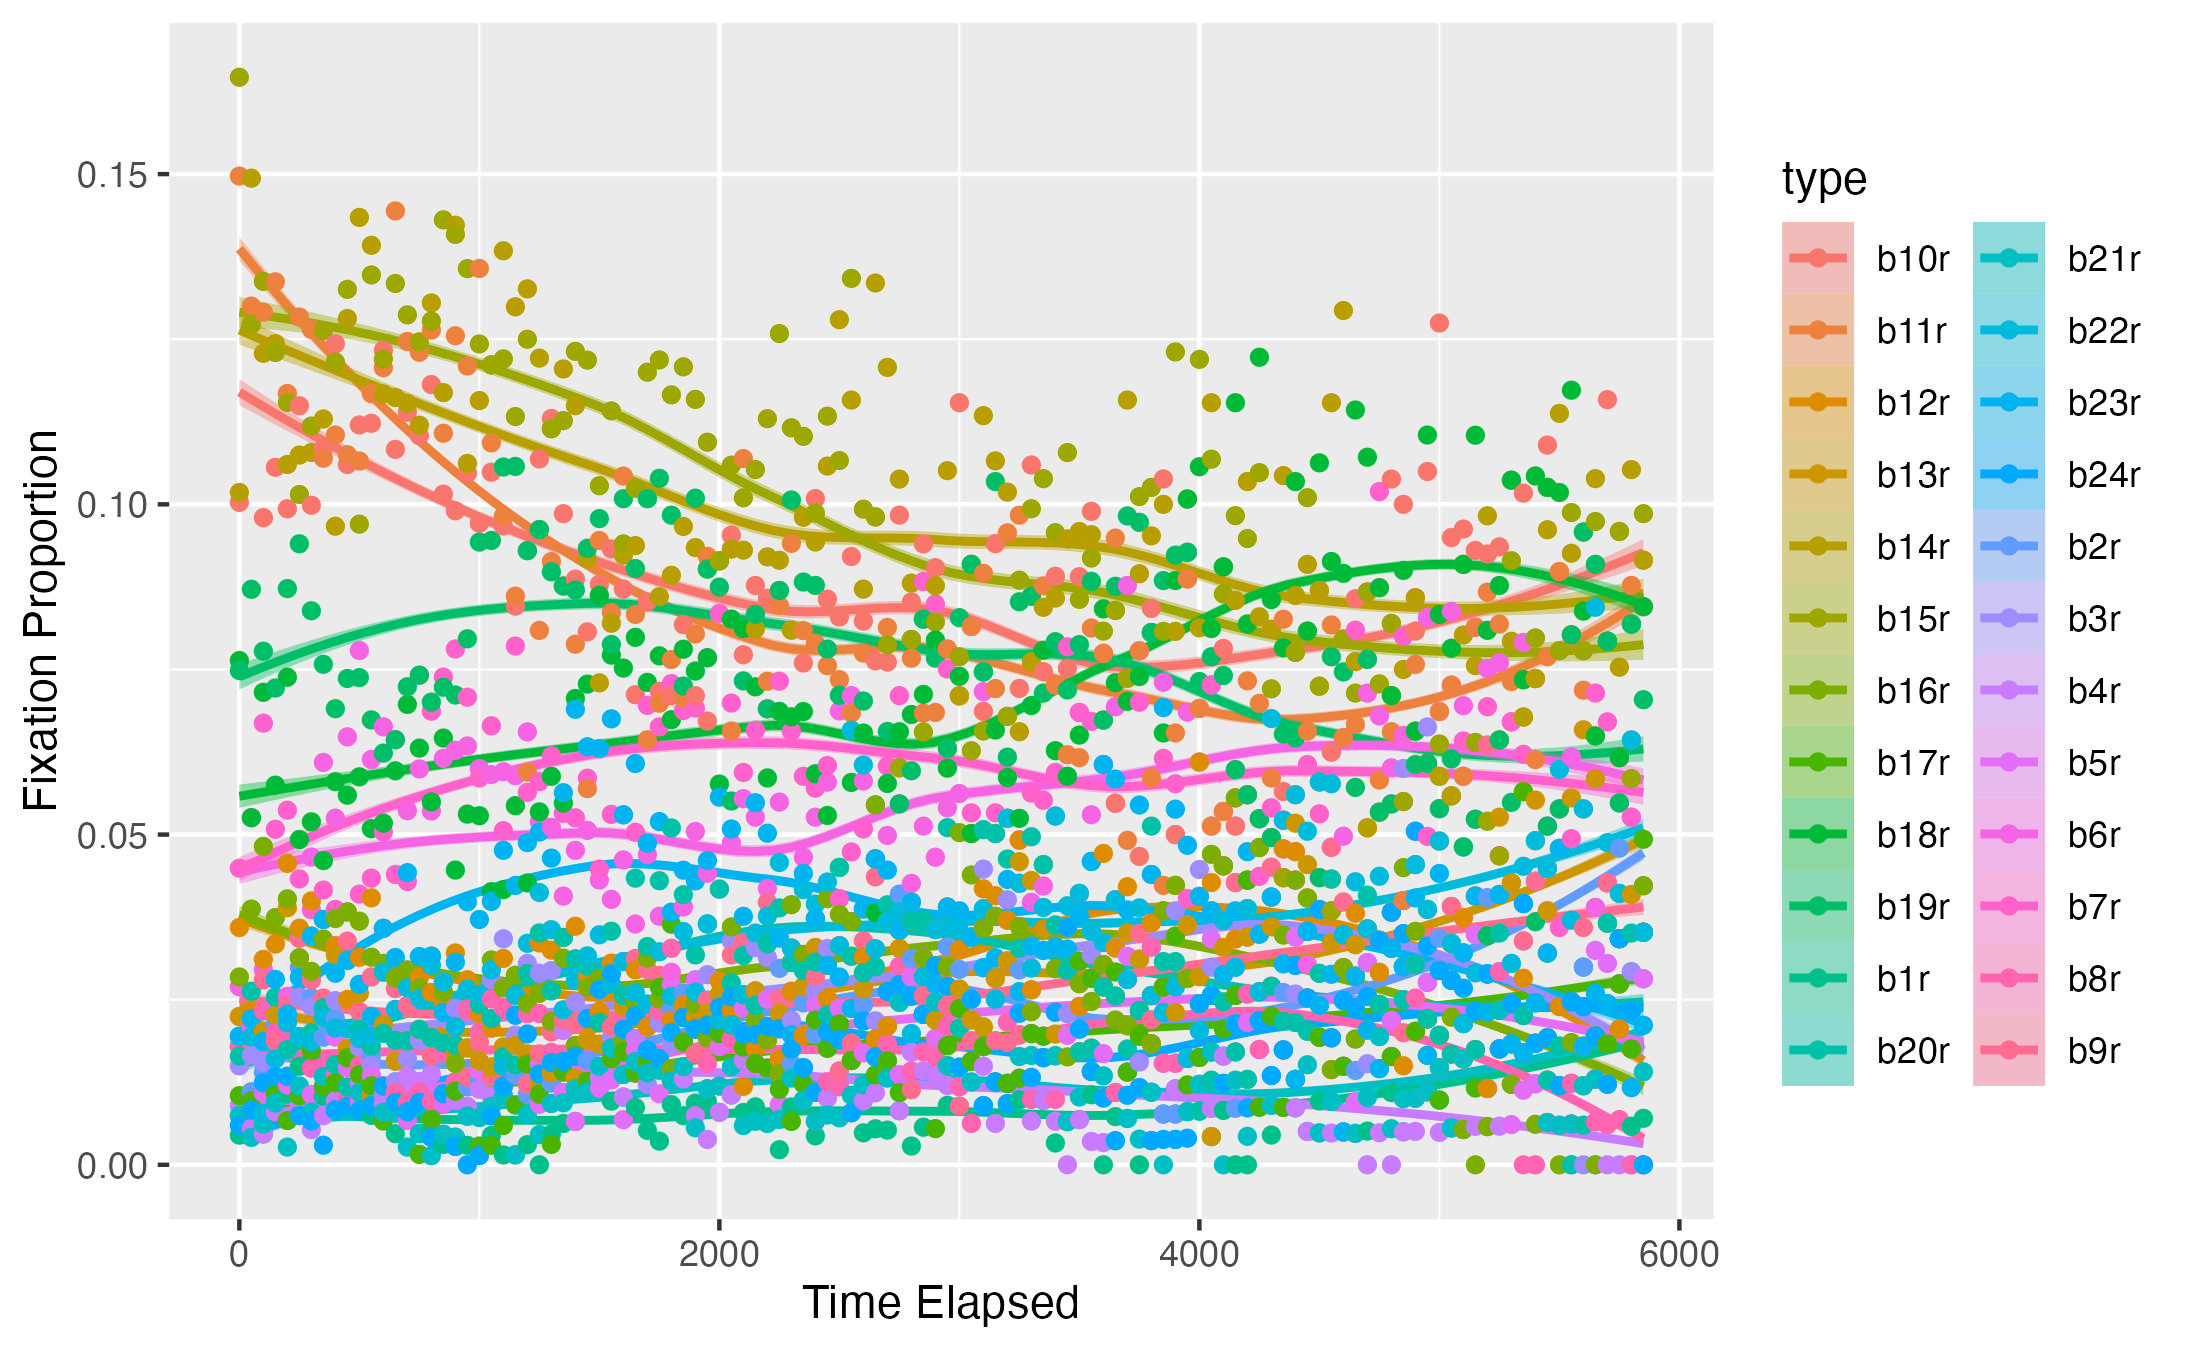 0.15
0.10
0.05
0.00
Fixation Proportion
0 2000 4000 6000
Time Elapsed
type
b10r b21r
b11r b22r
b12r b23r
b13r b24r
b14r b2r
b15r b3r
b16r b4r
b17r b5r
b18r b6r
b19r b7r
b1r b8r
b20r b9r